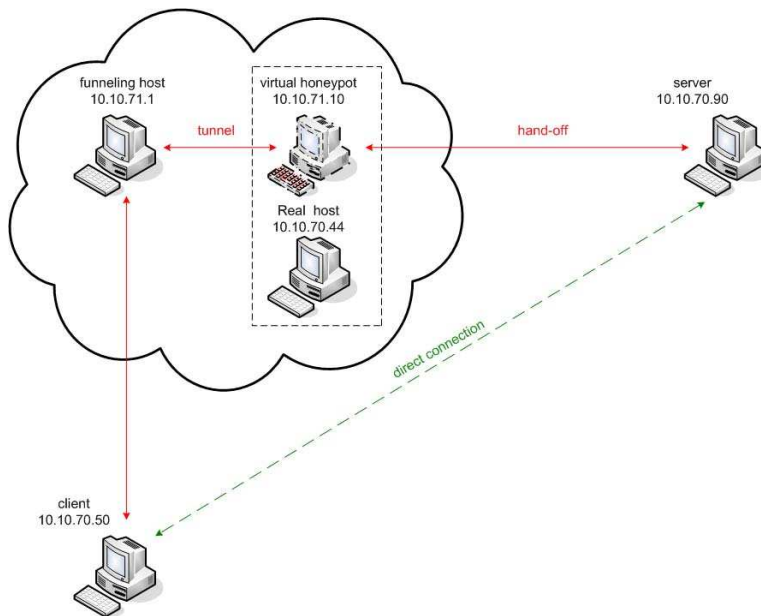 funneling host
10.10.71.1
virtual honeypot
10.10.71.10
server
10.10.70.90
tunnel
hand-off
Real host
10.10.70.44
direct connection
client
10.10.70.50